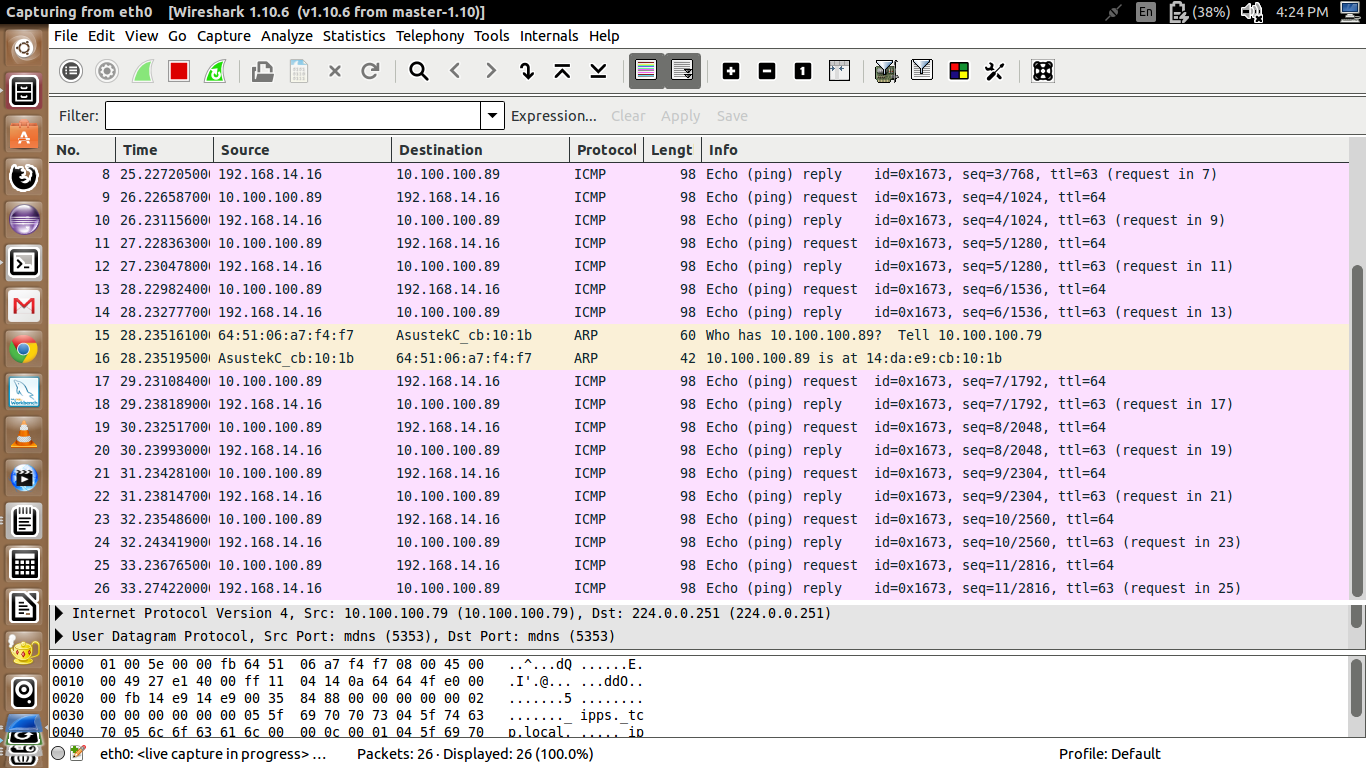 Capturing from eth0   [Wireshark 1.10.6  (v1.10.6 from master-1.10)]
En (38%) 4:24 PM
File Edit View Go Capture Analyze Statistics Telephony Tools Internals Help
Filter: Expression... Clear Apply Save
No. Time Source Destination Protocol Lengt Info
8 25.227205000 192.168.14.16 10.100.100.89 ICMP 98 Echo (ping) reply    id=0x1673, seq=3/768, ttl=63 (request in 7)
9 26.226587000 10.100.100.89 192.168.14.16 ICMP 98 Echo (ping) request  id=0x1673, seq=4/1024, ttl=64
10 26.231156000 192.168.14.16 10.100.100.89 ICMP 98 Echo (ping) reply    id=0x1673, seq=4/1024, ttl=63 (request in 9)
11 27.228363000 10.100.100.89 192.168.14.16 ICMP 98 Echo (ping) request  id=0x1673, seq=5/1280, ttl=64
12 27.230478000 192.168.14.16 10.100.100.89 ICMP 98 Echo (ping) reply    id=0x1673, seq=5/1280, ttl=63 (request in 11)
13 28.229824000 10.100.100.89 192.168.14.16 ICMP 98 Echo (ping) request  id=0x1673, seq=6/1536, ttl=64
14 28.232777000 192.168.14.16 10.100.100.89 ICMP 98 Echo (ping) reply    id=0x1673, seq=6/1536, ttl=63 (request in 13)
15 28.235161000 64:51:06:a7:f4:f7 AsustekC_cb:10:1b ARP 60 Who has 10.100.100.89?  Tell 10.100.100.79
16 28.235195000 AsustekC_cb:10:1b 64:51:06:a7:f4:f7 ARP 42 10.100.100.89 is at 14:da:e9:cb:10:1b
17 29.231084000 10.100.100.89 192.168.14.16 ICMP 98 Echo (ping) request  id=0x1673, seq=7/1792, ttl=64
18 29.238189000 192.168.14.16 10.100.100.89 ICMP 98 Echo (ping) reply    id=0x1673, seq=7/1792, ttl=63 (request in 17)
19 30.232517000 10.100.100.89 192.168.14.16 ICMP 98 Echo (ping) request  id=0x1673, seq=8/2048, ttl=64
20 30.239930000 192.168.14.16 10.100.100.89 ICMP 98 Echo (ping) reply    id=0x1673, seq=8/2048, ttl=63 (request in 19)
21 31.234281000 10.100.100.89 192.168.14.16 ICMP 98 Echo (ping) request  id=0x1673, seq=9/2304, ttl=64
22 31.238147000 192.168.14.16 10.100.100.89 ICMP 98 Echo (ping) reply    id=0x1673, seq=9/2304, ttl=63 (request in 21)
23 32.235486000 10.100.100.89 192.168.14.16 ICMP 98 Echo (ping) request  id=0x1673, seq=10/2560, ttl=64
24 32.243419000 192.168.14.16 10.100.100.89 ICMP 98 Echo (ping) reply    id=0x1673, seq=10/2560, ttl=63 (request in 23)
25 33.236765000 10.100.100.89 192.168.14.16 ICMP 98 Echo (ping) request  id=0x1673, seq=11/2816, ttl=64
26 33.274220000 192.168.14.16 10.100.100.89 ICMP 98 Echo (ping) reply    id=0x1673, seq=11/2816, ttl=63 (request in 25)
Internet Protocol Version 4, Src: 10.100.100.79 (10.100.100.79), Dst: 224.0.0.251 (224.0.0.251)
User Datagram Protocol, Src Port: mdns (5353), Dst Port: mdns (5353)
0000  01 00 5e 00 00 fb 64 51  06 a7 f4 f7 08 00 45 00   ..^...dQ ......E.
0010  00 49 27 e1 40 00 ff 11  04 14 0a 64 64 4f e0 00   .I'.@... ...ddO..
0020  00 fb 14 e9 14 e9 00 35  84 88 00 00 00 00 00 02   .......5 ........
0030  00 00 00 00 00 00 05 5f  69 70 70 73 04 5f 74 63   ......._ ipps._tc
0040  70 05 6c 6f 63 61 6c 00  00 0c 00 01 04 5f 69 70   p.local. ....._ip
eth0: <live capture in progress> ... Packets: 26 · Displayed: 26 (100.0%) Profile: Default